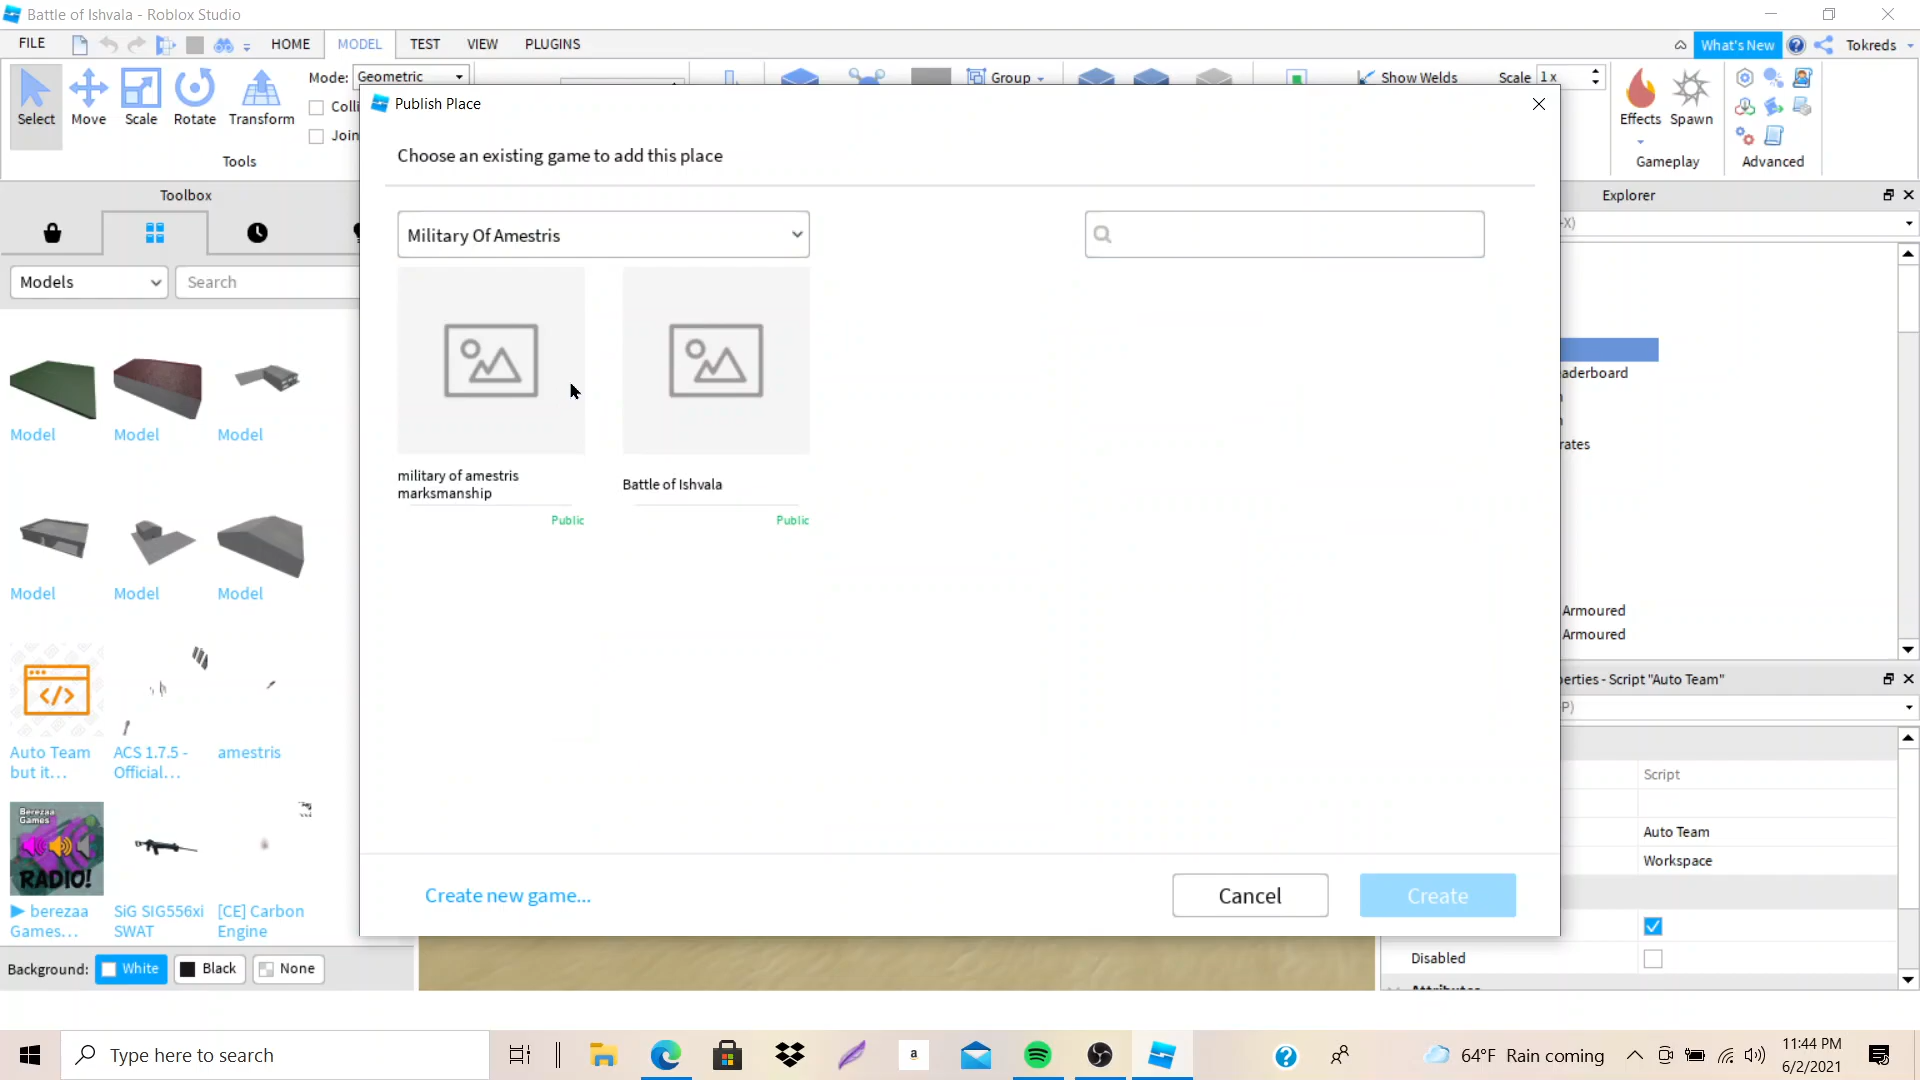 Battle of Ishvala - Roblox Studio
FILE HOME MODEL TEST VIEW PLUGINS What's New Tokreds
Select Move Scale Rotate Transform Mode: Geometric Group Show Welds Scale 1 x Effects Spawn
Colli
Join
Tools Gameplay Advanced
Publish Place
Choose an existing game to add this place
Military Of Amestris
military of amestris
marksmanship
Public
Battle of Ishvala
Public
Create new game...
Cancel Create
Toolbox
Models Search
Model Model Model
Model Model Model
Auto Team
but it...
ACS 1.7.5 -
Official...
amestris
Berezaa
Games
RADIO!
berezaa
Games...
SiG SIG556xi
SWAT
[CE] Carbon
Engine
Background: White Black None
Explorer
-X)
aderboard
rates
Armoured
Armoured
erties - Script "Auto Team"
P)
Script
Auto Team
Workspace
Disabled
Type here to search
a
64°F Rain coming
11:44 PM
6/2/2021